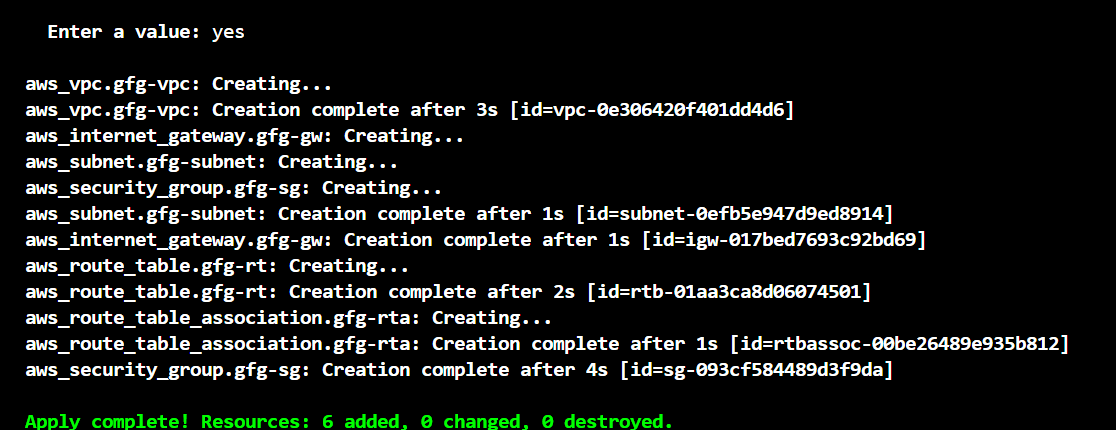 Enter a value: yes
aws_vpc.gfg-vpc: Creating...
aws_vpc.gfg-vpc: Creation complete after 3s [id=vpc-0e306420f401dd4d6]
aws_internet_gateway.gfg-gw: Creating...
aws_subnet.gfg-subnet: Creating...
aws_security_group.gfg-sg: Creating...
aws_subnet.gfg-subnet: Creation complete after 1s [id=subnet-0efb5e947d9ed8914]
aws_internet_gateway.gfg-gw: Creation complete after 1s [id=igw-017bed7693c92bd69]
aws_route_table.gfg-rt: Creating...
aws_route_table.gfg-rt: Creation complete after 2s [id=rtb-01aa3ca8d06074501]
aws_route_table_association.gfg-rta: Creating...
aws_route_table_association.gfg-rta: Creation complete after 1s [id=rtbassoc-00be26489e935b812]
aws_security_group.gfg-sg: Creation complete after 4s [id=sg-093cf584489d3f9da]
Apply complete! Resources: 6 added, 0 changed, 0 destroyed.